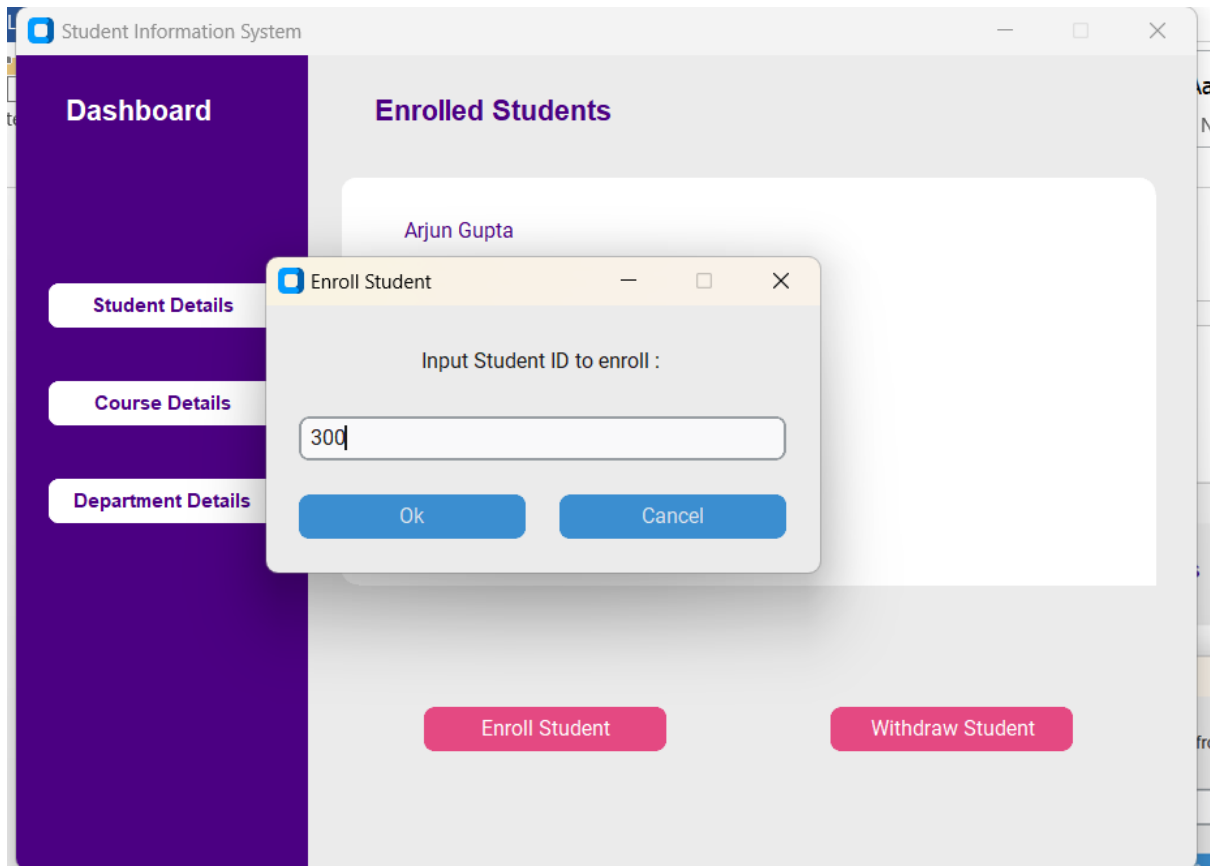 Student Information System
Dashboard
Enrolled Students
Arjun Gupta
Enroll Student
Student Details
Input Student ID to enroll :
Course Details
300
Department Details
Ok
Cancel
Enroll Student
Withdraw Student